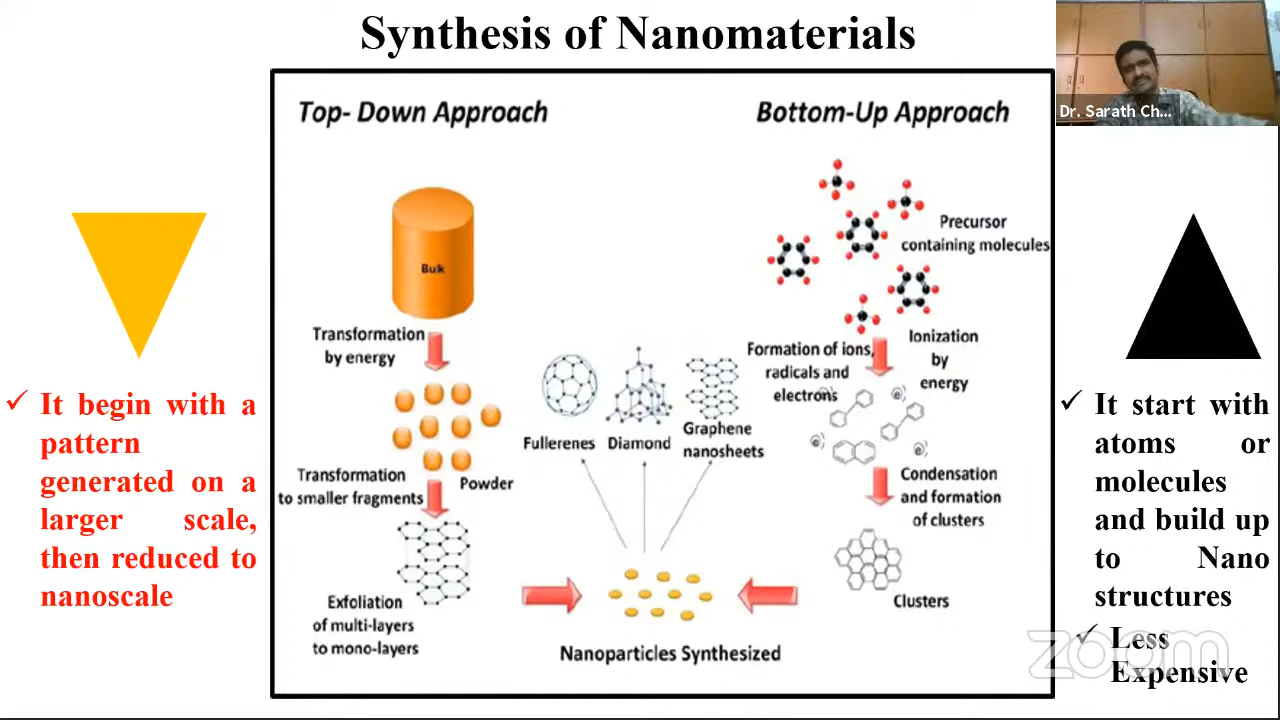 Synthesis of Nanomaterials
Dr. Sarath Ch...
Top- Down Approach
Bulk
Transformation
by energy
Transformation
to smaller fragments
Powder
Exfoliation
of multi-layers
to mono-layers
Fullerenes
Diamond
Graphene
nanosheets
Nanoparticles Synthesized
Bottom-Up Approach
Precursor
containing molecules
Formation of ions,
radicals and
electrons
Ionization
by
energy
e
e
e
e
Condensation
and formation
of clusters
Clusters
✓ It begin with a
pattern
generated on a
larger scale,
then reduced to
nanoscale
✓ It start with
atoms or
molecules
and build up
to Nano
structures
✓ Less
Expensive
zoom